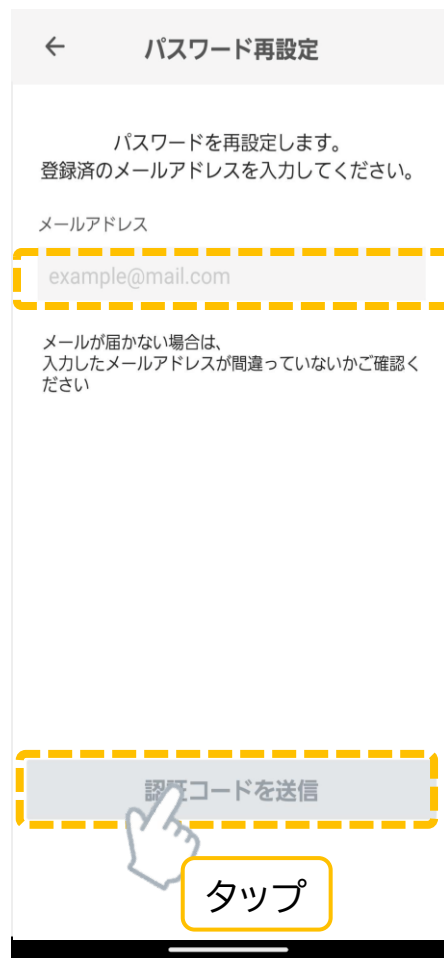 パスワード再設定
パスワードを再設定します。
登録済のメールアドレスを入力してください。
メールアドレス
example@mail.com
メールが届かない場合は、
入力したメールアドレスが間違っていないかご確認く
ださい
認証コードを送信
タップ